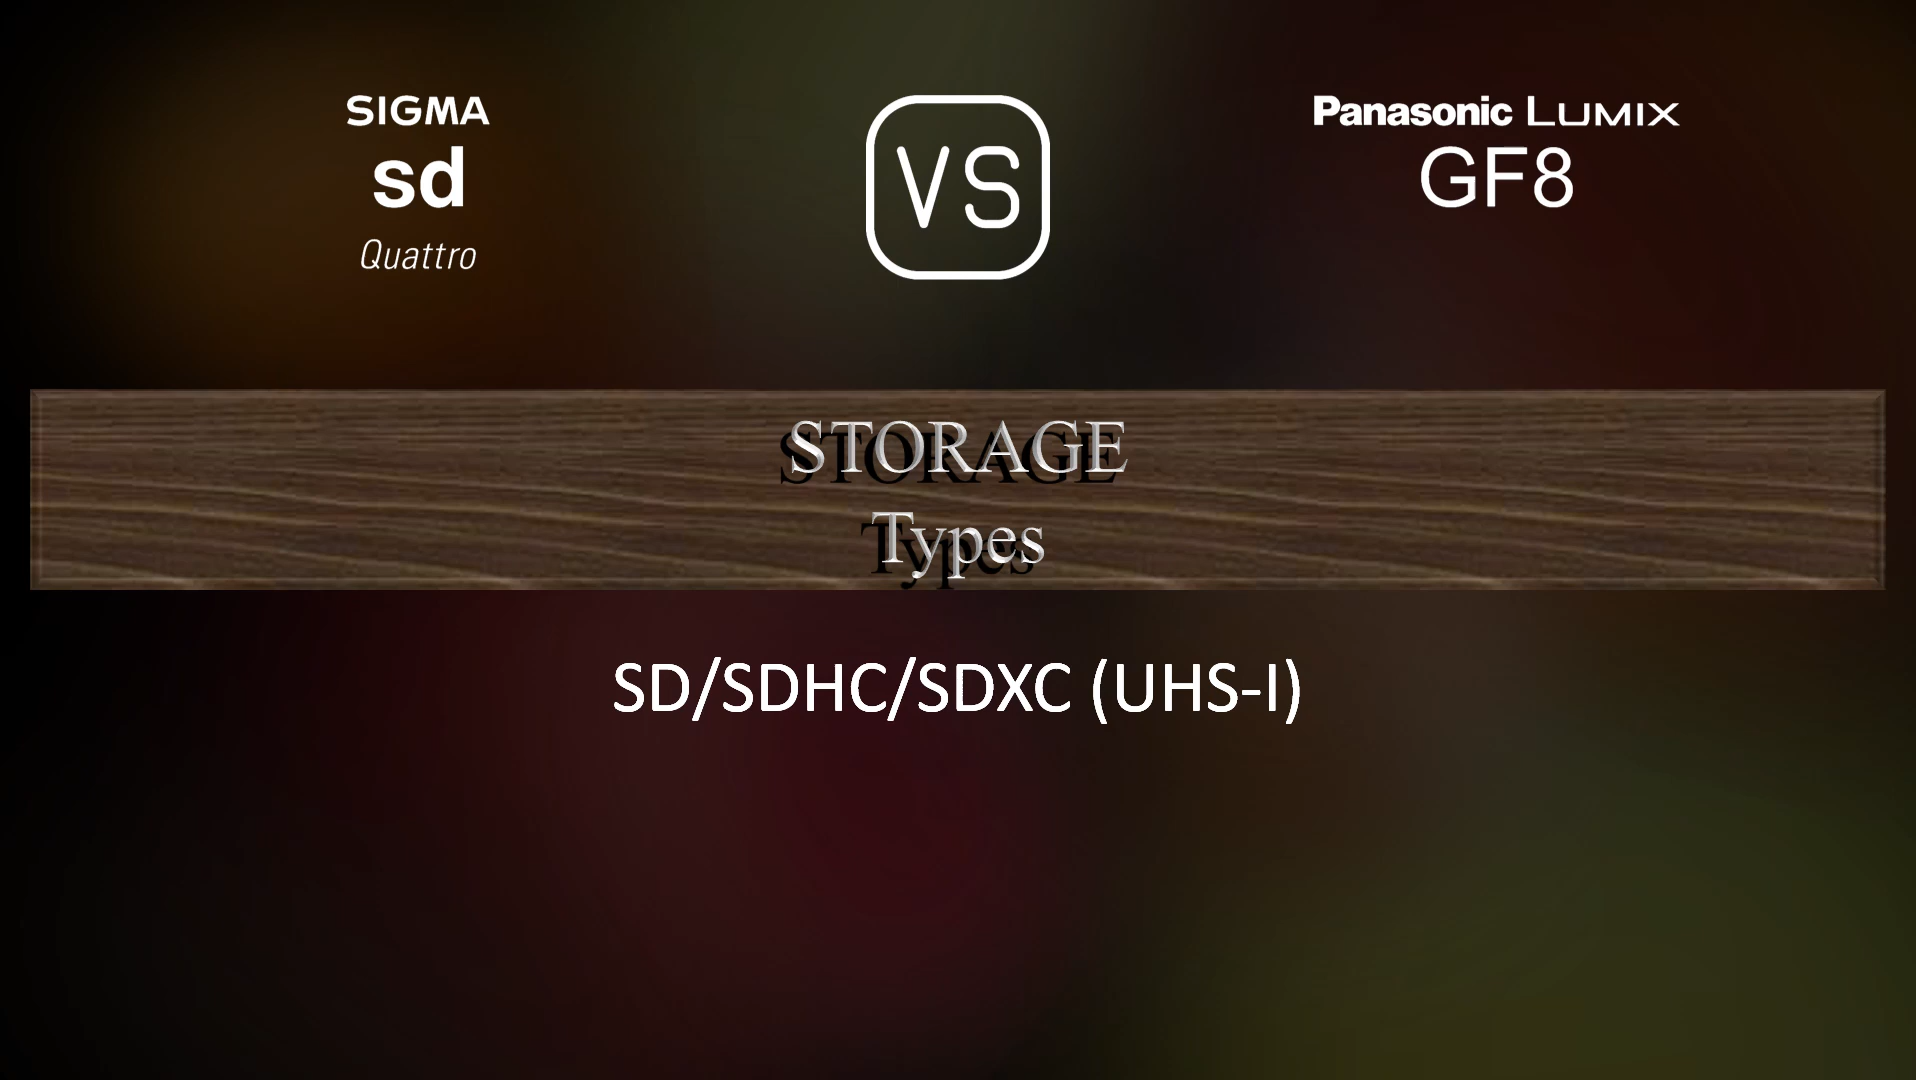 SIGMA
sd
Quattro
VS
Panasonic LUMIX
GF8
STORAGE
Types
SD/SDHC/SDXC (UHS-I)